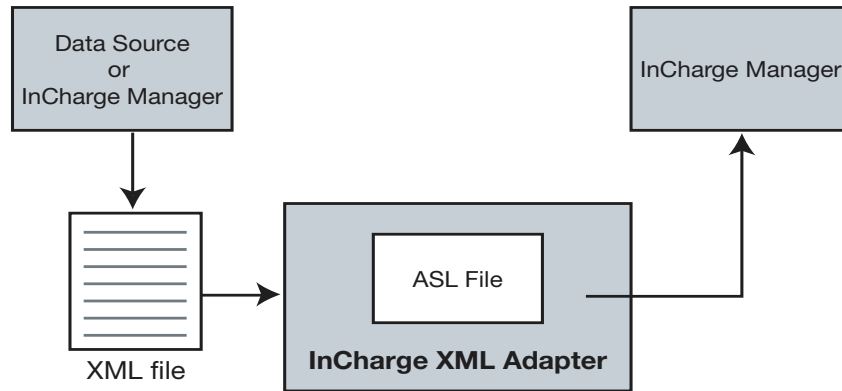 Data Source
or
InCharge Manager
InCharge Manager
ASL File
InCharge XML Adapter
XML file